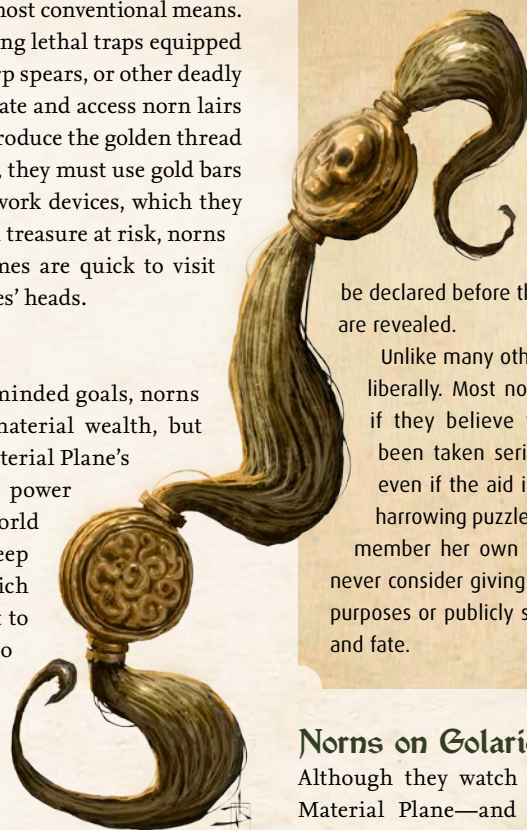 most conventional means.
ng lethal traps equipped
rp spears, or other deadly
ate and access norn lairs
roduce the golden thread
, they must use gold bars
work devices, which they
treasure at risk, norns
mes are quick to visit
es’ heads.
minded goals, norns
material wealth, but
terial Plane’s
power
orld
eep
ich
t to
o
be declared before th
are revealed.
Unlike many oth
liberally. Most no
if they believe
been taken seri
even if the aid i
harrowing puzzle
member her own
never consider giving
purposes or publicly s
and fate.
Norns on Golari
Although they watch
Material Plane—and